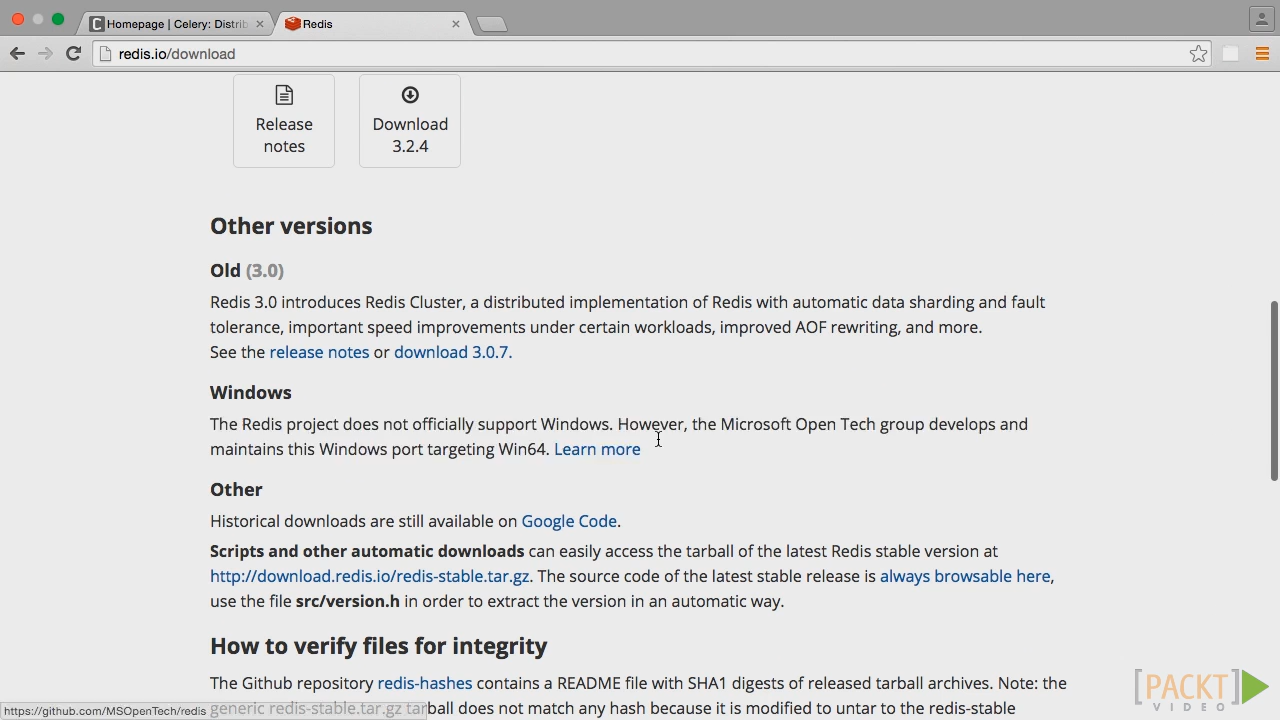 Homepage | Celery: Distrib
Redis
redis.io/download
Release
notes
Download
3.2.4
Other versions
Old (3.0)
Redis 3.0 introduces Redis Cluster, a distributed implementation of Redis with automatic data sharding and fault
tolerance, important speed improvements under certain workloads, improved AOF rewriting, and more.
See the release notes or download 3.0.7.
Windows
The Redis project does not officially support Windows. However, the Microsoft Open Tech group develops and
maintains this Windows port targeting Win64. Learn more
Other
Historical downloads are still available on Google Code.
Scripts and other automatic downloads can easily access the tarball of the latest Redis stable version at
http://download.redis.io/redis-stable.tar.gz. The source code of the latest stable release is always browsable here,
use the file src/version.h in order to extract the version in an automatic way.
How to verify files for integrity
The Github repository redis-hashes contains a README file with SHA1 digests of released tarball archives. Note: the
generic redis-stable.tar.gz tarball does not match any hash because it is modified to untar to the redis-stable
https://github.com/MSOpenTech/redis
PACKT
VIDEO